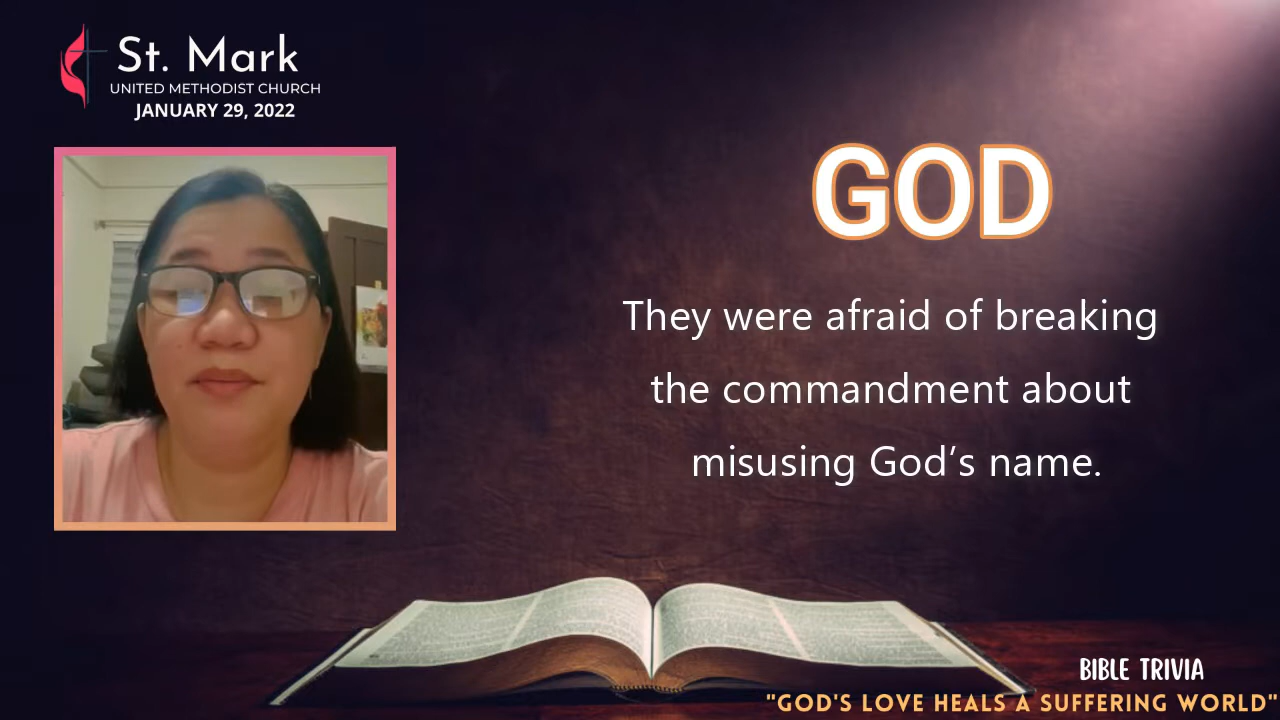 St. Mark
UNITED METHODIST CHURCH
JANUARY 29, 2022
GOD
They were afraid of breaking
the commandment about
misusing God’s name.
BIBLE TRIVIA
"GOD'S LOVE HEALS A SUFFERING WORLD"